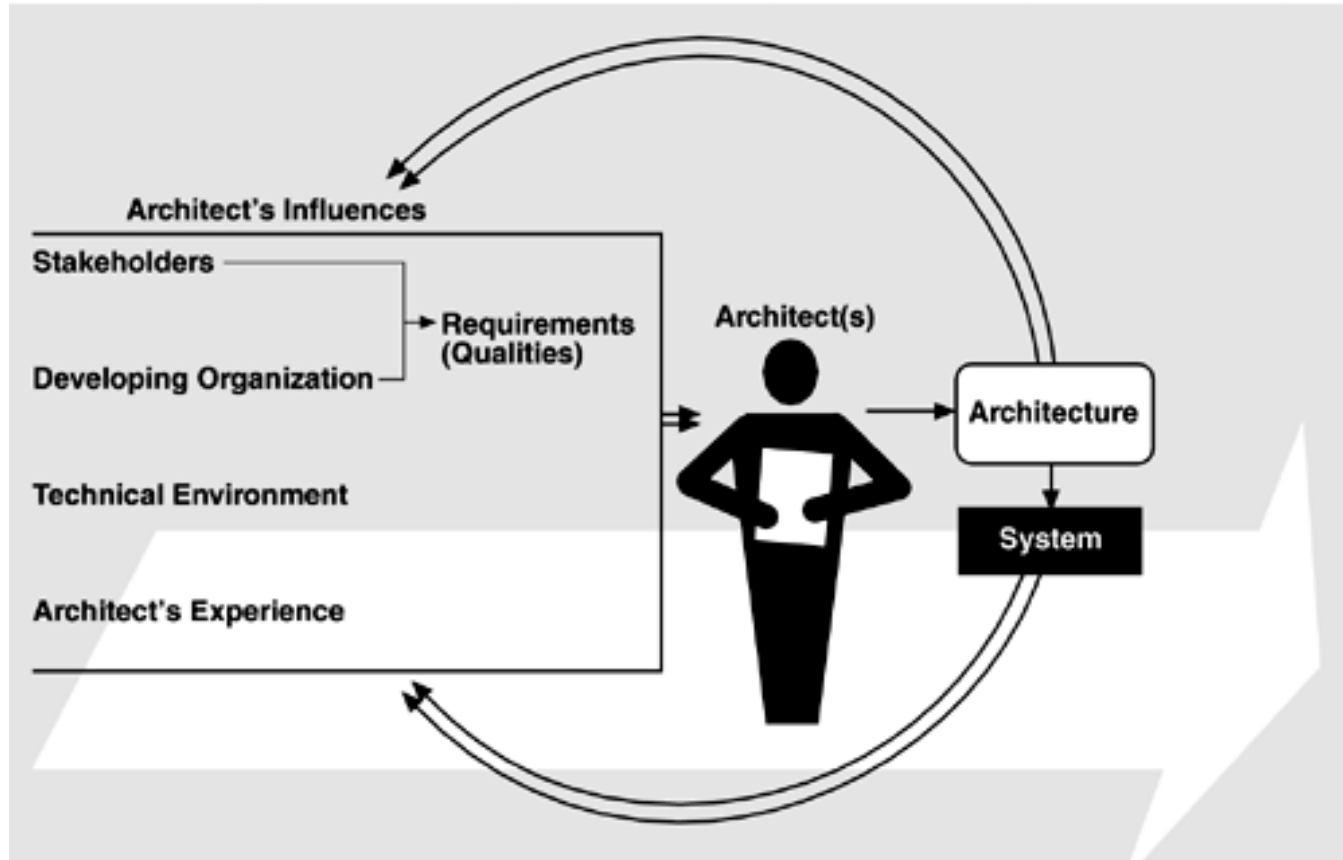 Architect's Influences
Stakeholders
Requirements
(Qualities)
Developing Organization
Technical Environment
Architect's Experience
Architect(s)
Architecture
System